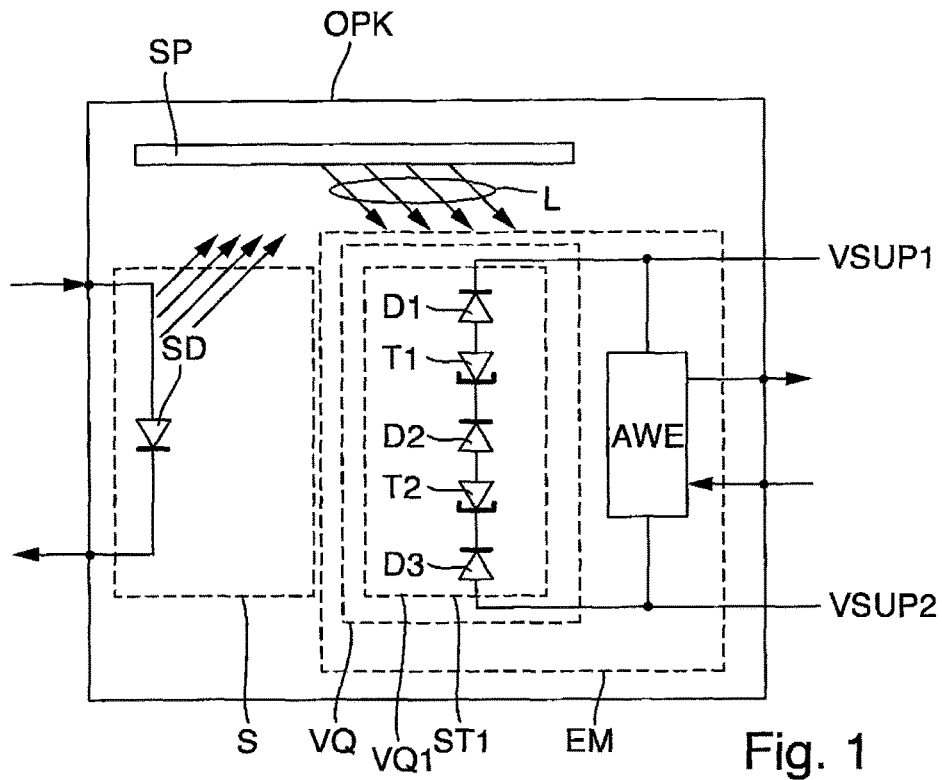 OPK
SP
L
VSUP1
D1
T1
SD
D2
AWE
T2
D3
VSUP2
S
VQ
VQ1
ST1
EM
Fig. 1